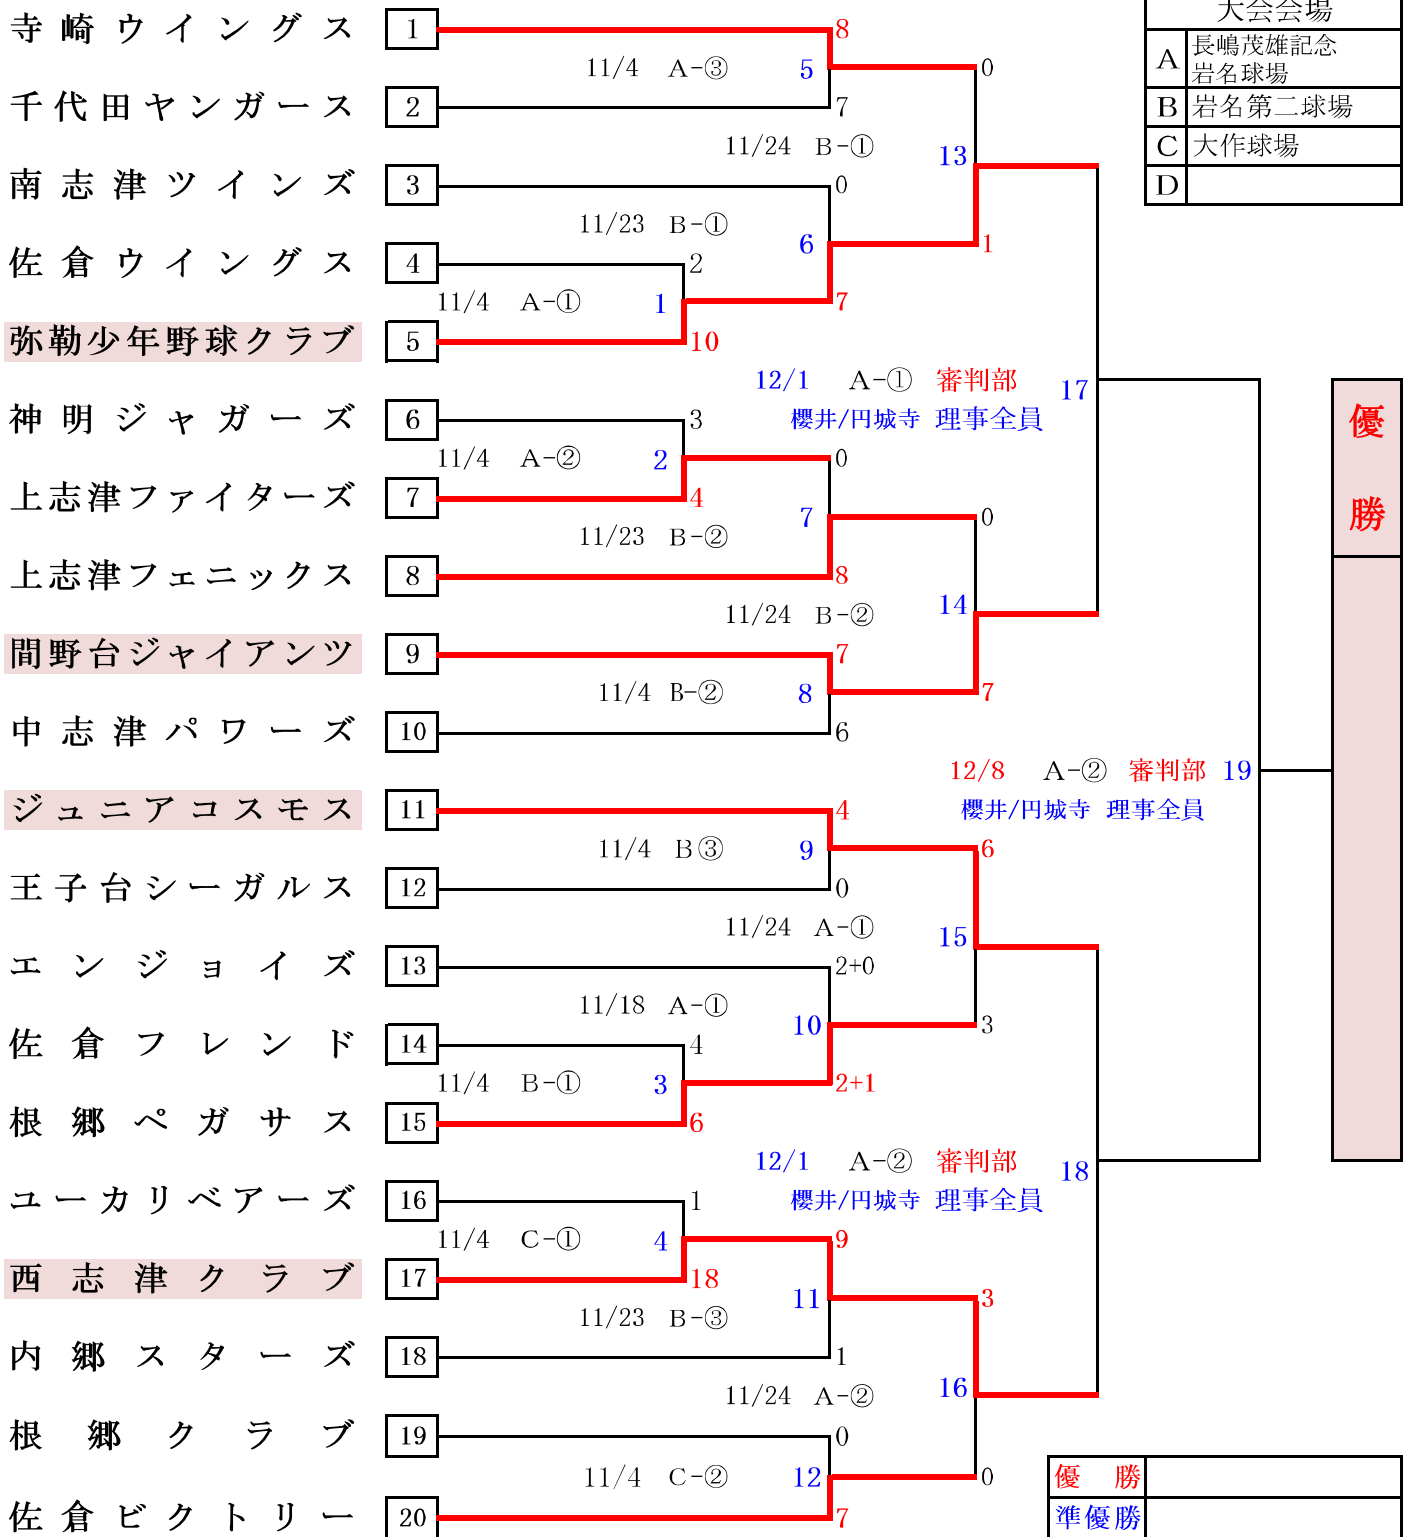 大会会場
寺崎ウイングス 1 8
A 長嶋茂雄記念
岩名球場
11/4 A-③ 5 0
千代田ヤンガース 2 7
B 岩名第二球場
11/24 B-① 13
C 大作球場
南志津ツインズ 3 0
D
11/23 B-① 6 1
佐倉ウイングス 4 2
11/4 A-① 1 7
弥勒少年野球クラブ 5 10
12/1 A-① 審判部 17
櫻井/円城寺 理事全員
神明ジャガーズ 6 3
優
11/4 A-② 2 0
上志津ファイターズ 7 4
7 0
勝
11/23 B-②
上志津フェニックス 8 8
11/24 B-② 14
間野台ジャイアンツ 9 7
11/4 B-② 8 7
中志津パワーズ 10 6
12/8 A-② 審判部 19
櫻井/円城寺 理事全員
ジュニアコスモス 11 4
11/4 B③ 9 6
王子台シーガルス 12 0
11/24 A-① 15
エンジョイズ 13 2+0
11/18 A-① 10 3
佐倉フレンド 14 4
11/4 B-① 3 2+1
根郷ペガサス 15 6
12/1 A-② 審判部 18
櫻井/円城寺 理事全員
ユーカリベアーズ 16 1
11/4 C-① 4 9
西志津クラブ 17 18
11 3
11/23 B-③
内郷スターズ 18 1
11/24 A-② 16
根郷クラブ 19 0
11/4 C-② 12 0
優勝
佐倉ビクトリー 20 7
準優勝